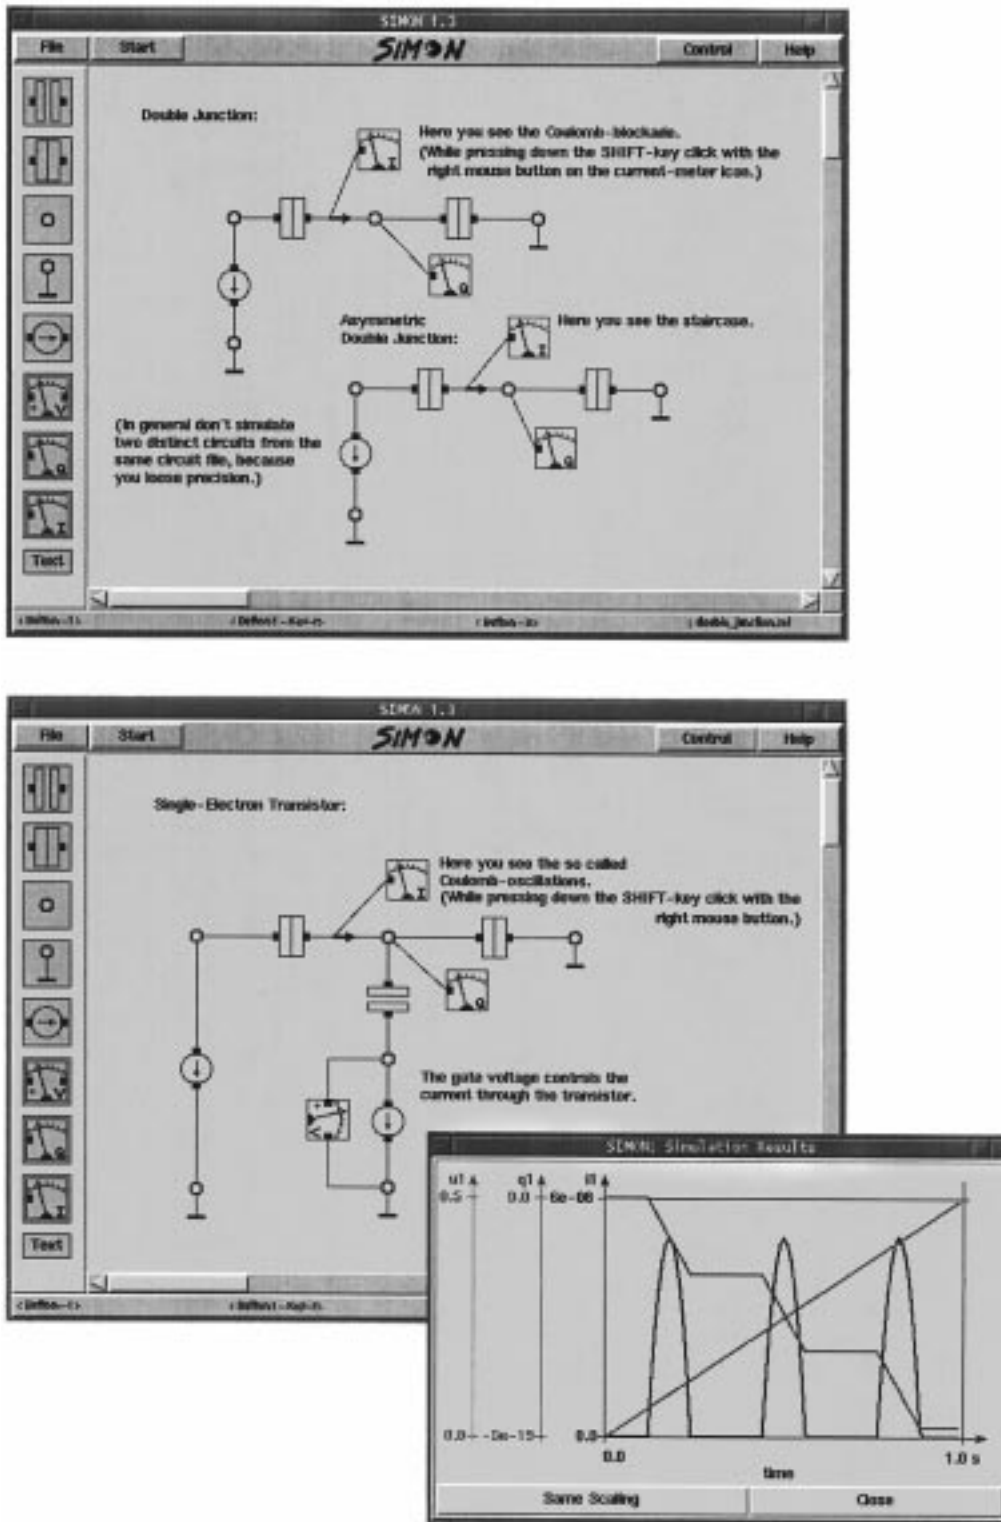 SIMON 1.3
File Start SIMON Control Help
Double Junction:
Here you see the Coulomb-blockade.
(While pressing down the SHIFT-key click with the
right mouse button on the current-meter icon.)
I
Q
Asymmetric
Double Junction:
Here you see the staircase.
I
Q
(In general don't simulate
two distinct circuits from the
same circuit file, because
you loose precision.)
V
Q
I
Text
SIMON 1.3
File Start SIMON Control Help
Single-Electron Transistor:
Here you see the so called
Coulomb-oscillations.
(While pressing down the SHIFT-key click with the
right mouse button.)
I
Q
The gate voltage controls the
current through the transistor.
V
V
Q
I
Text
SIMON: Simulation Results
u1 q1 i1
0.5 0.0
0.0 0.0
0.0 1.0 s
time
Same Scaling Close